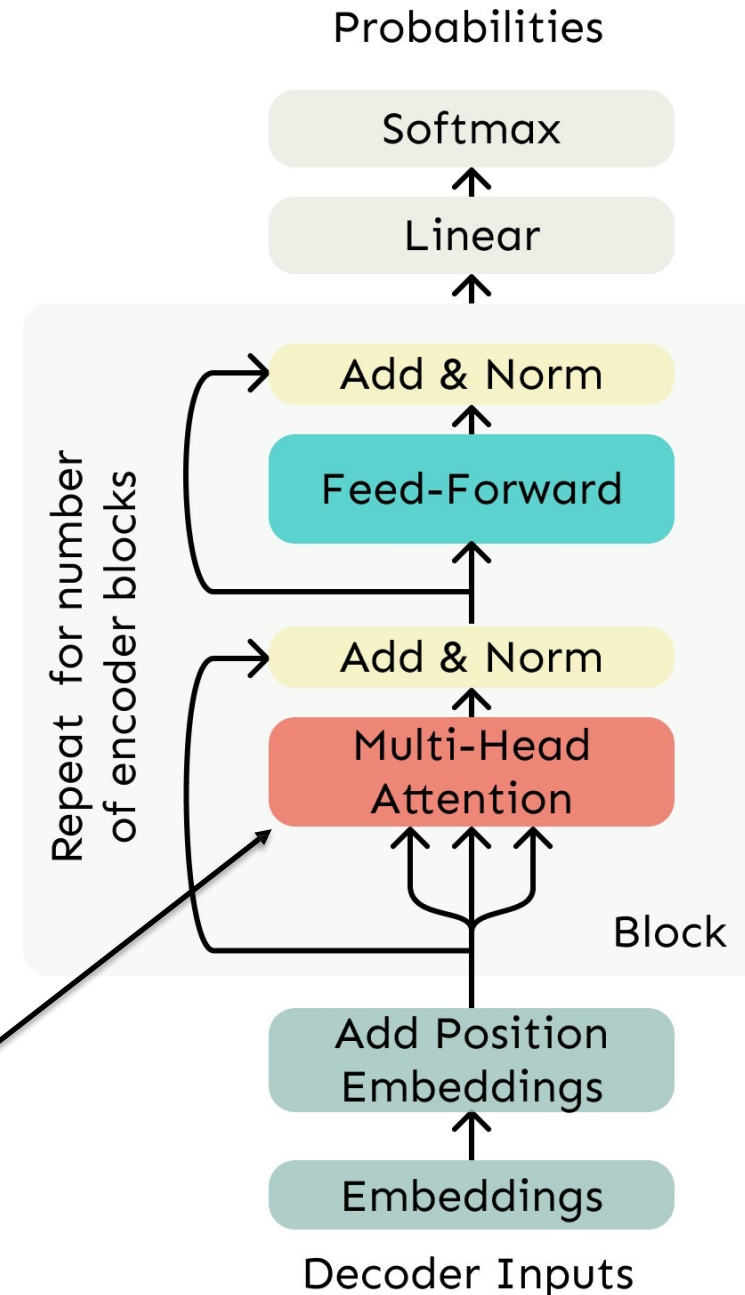 Probabilities
Softmax
Linear
Add & Norm
Feed-Forward
Repeat for number
of encoder blocks
Add & Norm
Multi-Head
Attention
Block
Add Position
Embeddings
Embeddings
Decoder Inputs